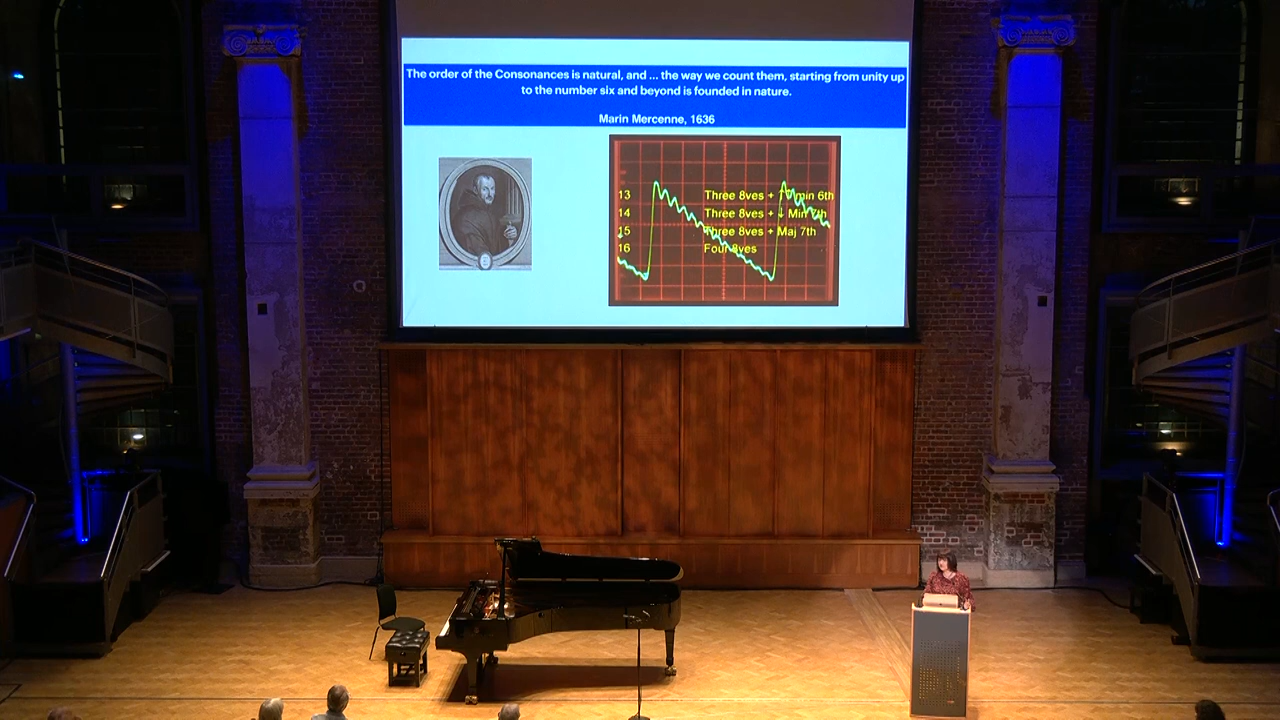 The order of the Consonances is natural, and ... the way we count them, starting from unity up
to the number six and beyond is founded in nature.
Marin Mercenne, 1636
13 Three 8ves + min 6th
14 Three 8ves + ↓ Min 7th
15 Three 8ves + Maj 7th
16 Four 8ves